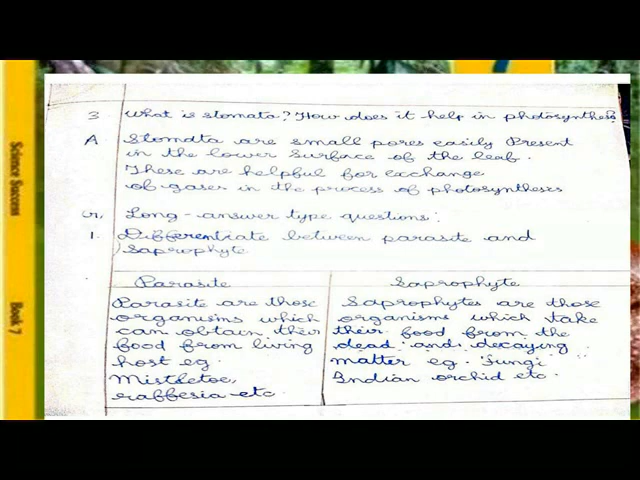 Science Success
Book 7
3 What is stomata? How does it help in photosynthesis
A Stomata are small pores easily Present
in the lower surface of the leaf.
These are helpful for exchange
of gases in the process of photosynthesis
Long-answer type questions:
1. Differentiate between parasite and
Saprophyte
Parasite Saprophyte
Parasite are those
organisms which
can obtain their
food from living
host eg.
Mistletoe,
raffesia etc
Saprophytes are those
organisms which take
their food from the
dead and decaying
matter eg. Fungi
Indian orchid etc.